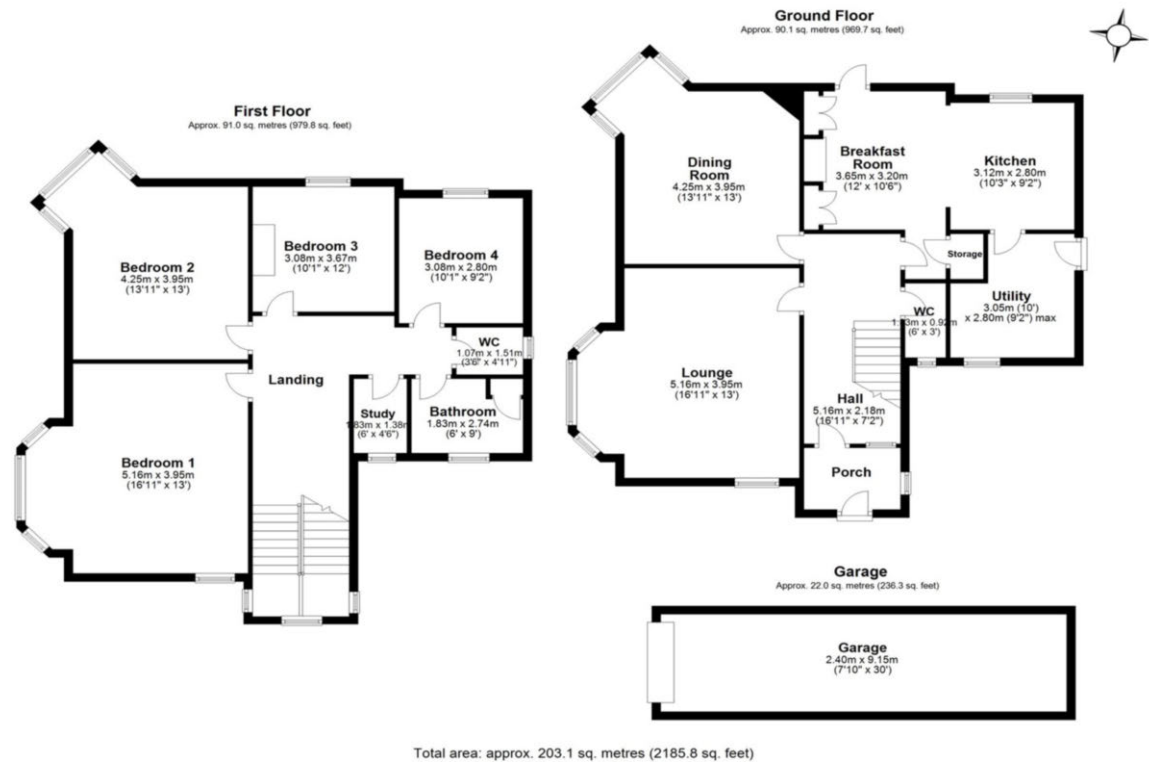 Ground Floor
Approx. 90.1 sq. metres (969.7 sq. feet)
First Floor
Approx. 91.0 sq. metres (979.8 sq. feet)
Bedroom 2
4.25m x 3.95m
(13'11" x 13')
Bedroom 3
3.08m x 3.67m
(10'1" x 12')
Bedroom 4
3.08m x 2.80m
(10'1" x 9'2")
WC
1.07m x 1.51m
(3'6" x 4'11")
Landing
Study
1.83m x 1.38m
(6' x 4'6")
Bathroom
1.83m x 2.74m
(6' x 9')
Bedroom 1
5.16m x 3.95m
(16'11" x 13')
Dining
Room
4.25m x 3.95m
(13'11" x 13')
Breakfast
Room
3.65m x 3.20m
(12' x 10'6")
Kitchen
3.12m x 2.80m
(10'3" x 9'2")
Storage
Utility
3.05m (10')
x 2.80m (9'2") max
WC
x 0.92m
(6' x 3')
Lounge
5.16m x 3.95m
(16'11" x 13')
Hall
5.16m x 2.18m
(16'11" x 7'2")
Porch
Garage
Approx. 22.0 sq. metres (236.3 sq. feet)
Garage
2.40m x 9.15m
(7'10" x 30')
Total area: approx. 203.1 sq. metres (2185.8 sq. feet)